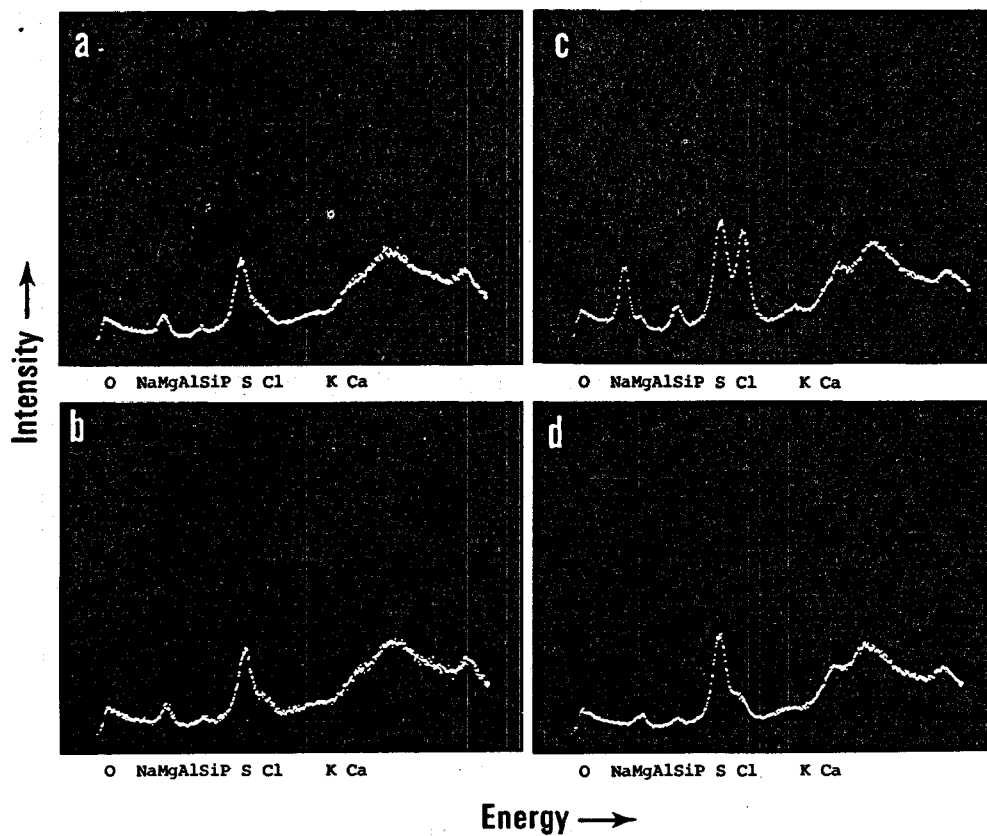 a
c
Intensity
O NaMgAlSiP S Cl K Ca
O NaMgAlSiP S Cl K Ca
b
d
O NaMgAlSiP S Cl K Ca
O NaMgAlSiP S Cl K Ca
Energy